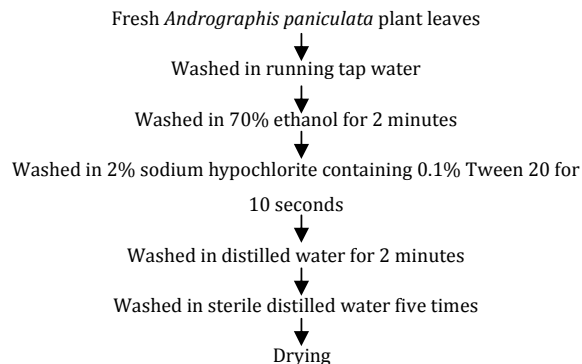 Fresh Andrographis paniculata plant leaves
Washed in running tap water
Washed in 70% ethanol for 2 minutes
Washed in 2% sodium hypochlorite containing 0.1% Tween 20 for
10 seconds
Washed in distilled water for 2 minutes
Washed in sterile distilled water five times
Drying